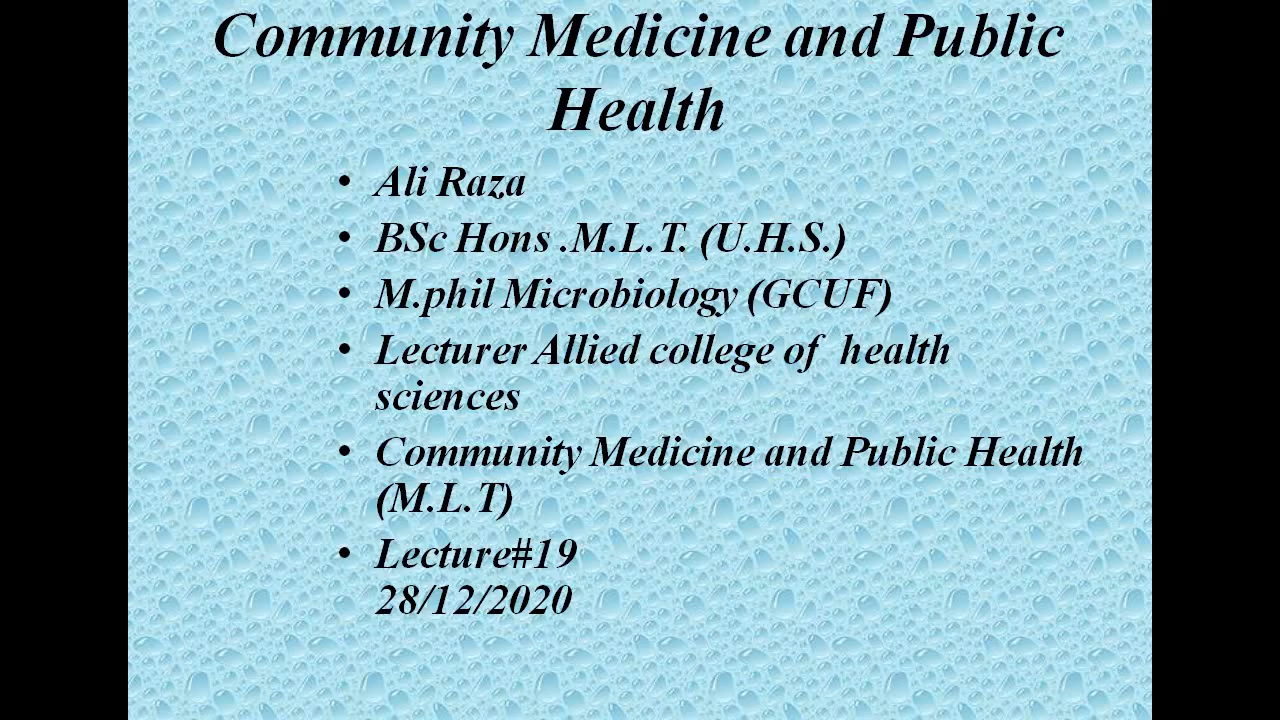 Community Medicine and Public
Health
• Ali Raza
• BSc Hons .M.L.T. (U.H.S.)
• M.phil Microbiology (GCUF)
• Lecturer Allied college of health
sciences
• Community Medicine and Public Health
(M.L.T)
• Lecture#19
28/12/2020